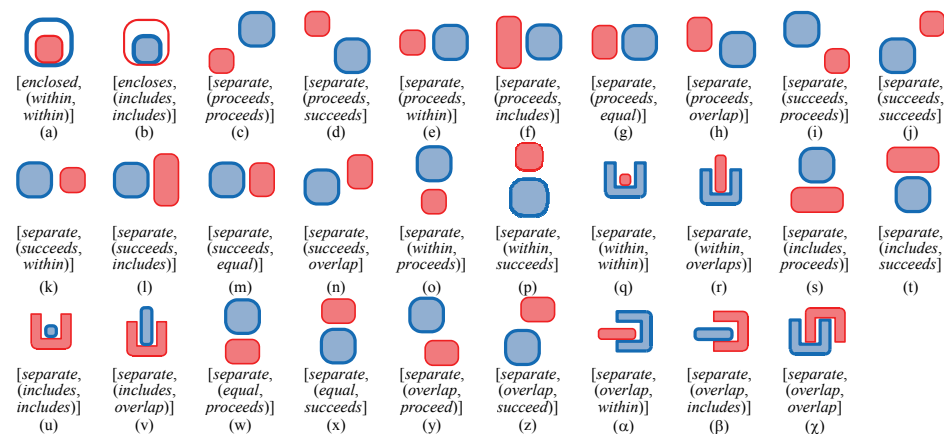 [enclosed, [encloses, [separate, [separate, [separate, [separate, [separate, [separate, [separate, [separate,
(within, (includes, (proceeds, (proceeds, (proceeds, (proceeds, (proceeds, (proceeds, (succeeds, (succeeds,
within)] includes)] proceeds)] succeeds)] within)] includes)] equal)] overlap)] proceeds)] succeeds)]
(a) (b) (c) (d) (e) (f) (g) (h) (i) (j)
[separate, [separate, [separate, [separate, [separate, [separate, [separate, [separate, [separate, [separate,
(succeeds, (succeeds, (succeeds, (succeeds, (within, (within, (within, (within, (includes, (includes,
within)] includes)] equal)] overlap)] proceeds)] succeeds)] within)] overlaps)] proceeds)] succeeds)]
(k) (l) (m) (n) (o) (p) (q) (r) (s) (t)
[separate, [separate, [separate, [separate, [separate, [separate, [separate, [separate, [separate,
(includes, (includes, (equal, (equal, (overlap, (overlap, (overlap, (overlap, (overlap,
includes)] overlap)] proceeds)] succeeds)] proceed)] succeed)] within)] includes)] overlap)]
(u) (v) (w) (x) (y) (z) (α) (β) (χ)